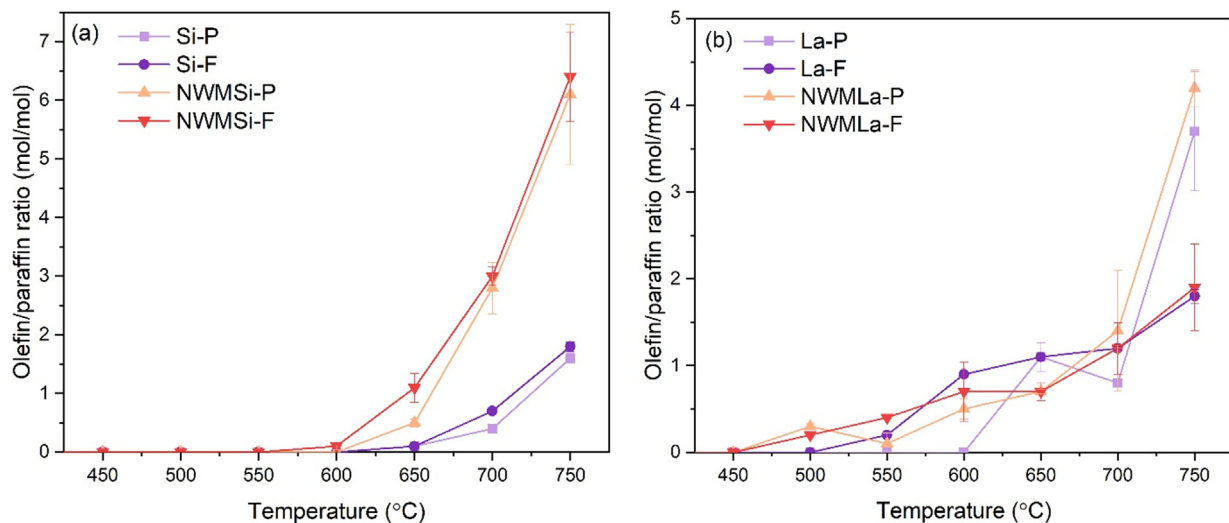 (a)
Si-P
Si-F
NWMSi-P
NWMSi-F
Olefin/paraffin ratio (mol/mol)
7
6
5
4
3
2
1
0
450 500 550 600 650 700 750
Temperature (°C)
(b)
La-P
La-F
NWMLa-P
NWMLa-F
Olefin/paraffin ratio (mol/mol)
5
4
3
2
1
0
450 500 550 600 650 700 750
Temperature (°C)